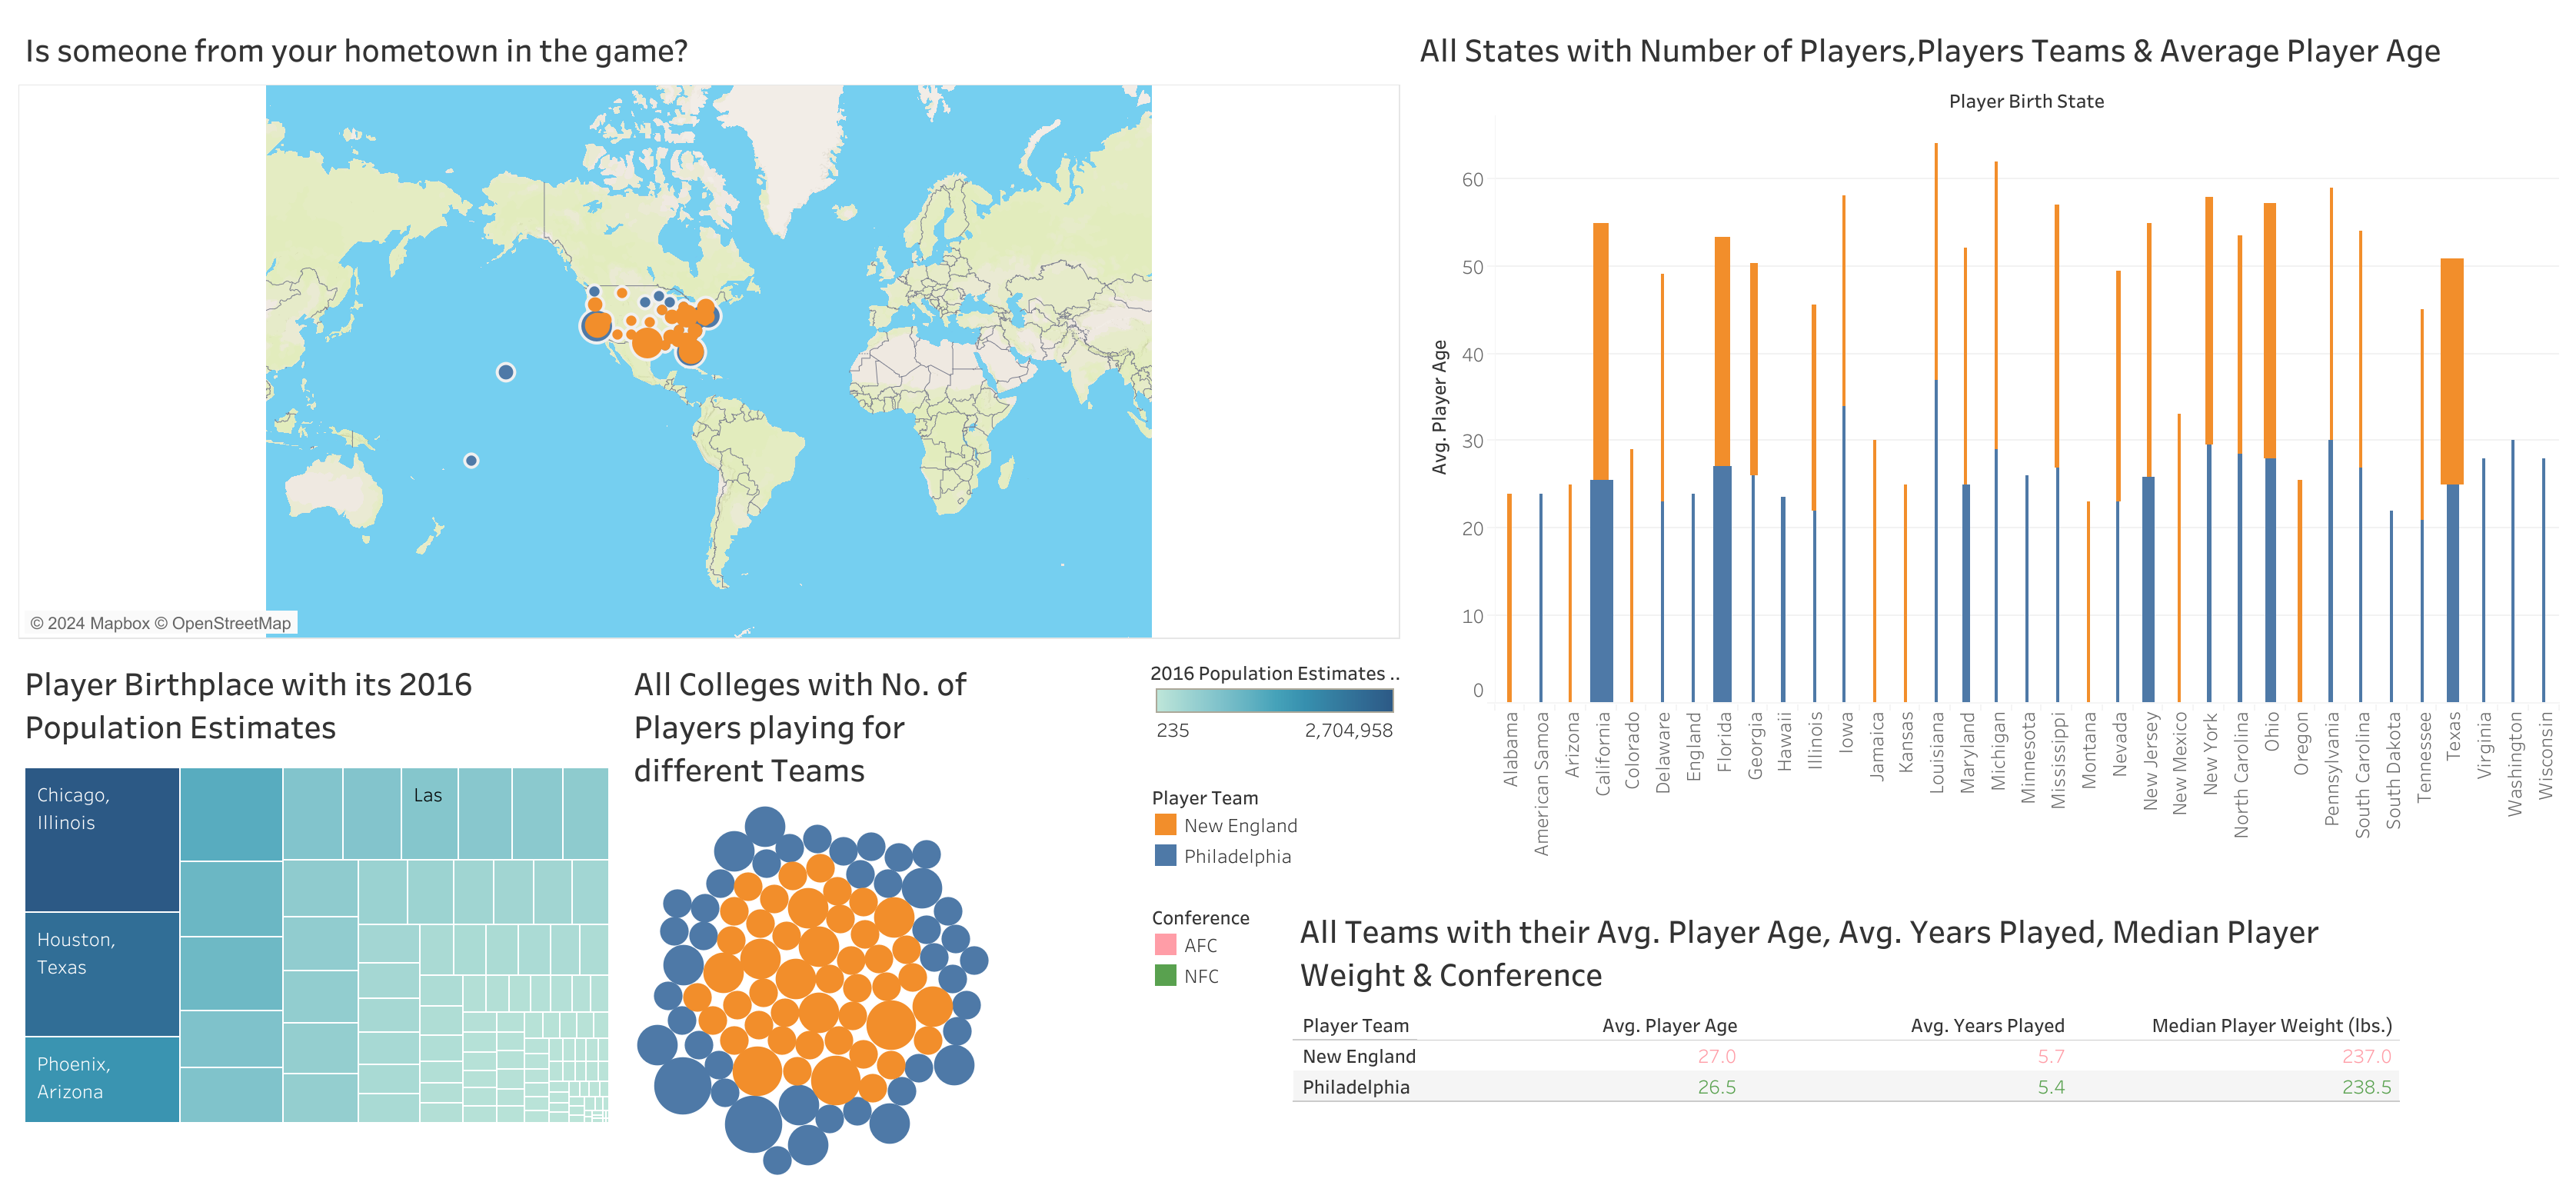 Is someone from your hometown in the game?
© 2024 Mapbox © OpenStreetMap
All States with Number of Players,Players Teams & Average Player Age
Player Birth State
Avg. Player Age
60
50
40
30
20
10
0
Alabama
American Samoa
Arizona
California
Colorado
Delaware
England
Florida
Georgia
Hawaii
Illinois
Iowa
Jamaica
Kansas
Louisiana
Maryland
Michigan
Minnesota
Mississippi
Montana
Nevada
New Jersey
New Mexico
New York
North Carolina
Ohio
Oregon
Pennsylvania
South Carolina
South Dakota
Tennessee
Texas
Virginia
Washington
Wisconsin
Player Birthplace with its 2016
Population Estimates
Chicago,
Illinois
Houston,
Texas
Phoenix,
Arizona
Las
All Colleges with No. of
Players playing for
different Teams
2016 Population Estimates ..
235 2,704,958
Player Team
New England
Philadelphia
Conference
AFC
NFC
All Teams with their Avg. Player Age, Avg. Years Played, Median Player
Weight & Conference
Player Team Avg. Player Age Avg. Years Played Median Player Weight (lbs.)
New England 27.0 5.7 237.0
Philadelphia 26.5 5.4 238.5